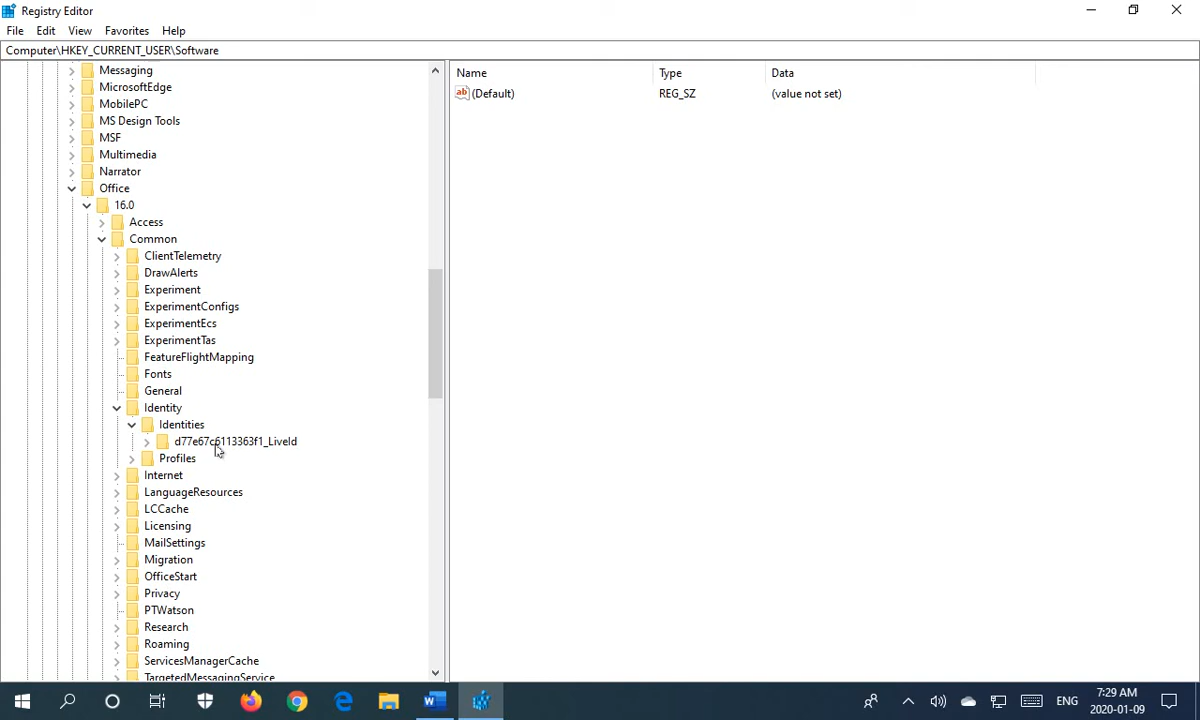 Registry Editor
File Edit View Favorites Help
Computer\HKEY_CURRENT_USER\Software
Messaging
MicrosoftEdge
MobilePC
MS Design Tools
MSF
Multimedia
Narrator
Office
16.0
Access
Common
ClientTelemetry
DrawAlerts
Experiment
ExperimentConfigs
ExperimentEcs
ExperimentTas
FeatureFlightMapping
Fonts
General
Identity
Identities
d77e67c6113363f1_LiveId
Profiles
Internet
LanguageResources
LCCache
Licensing
MailSettings
Migration
OfficeStart
Privacy
PTWatson
Research
Roaming
ServicesManagerCache
TargetedMessagingService
Name Type Data
ab (Default) REG_SZ (value not set)
ENG
7:29 AM
2020-01-09